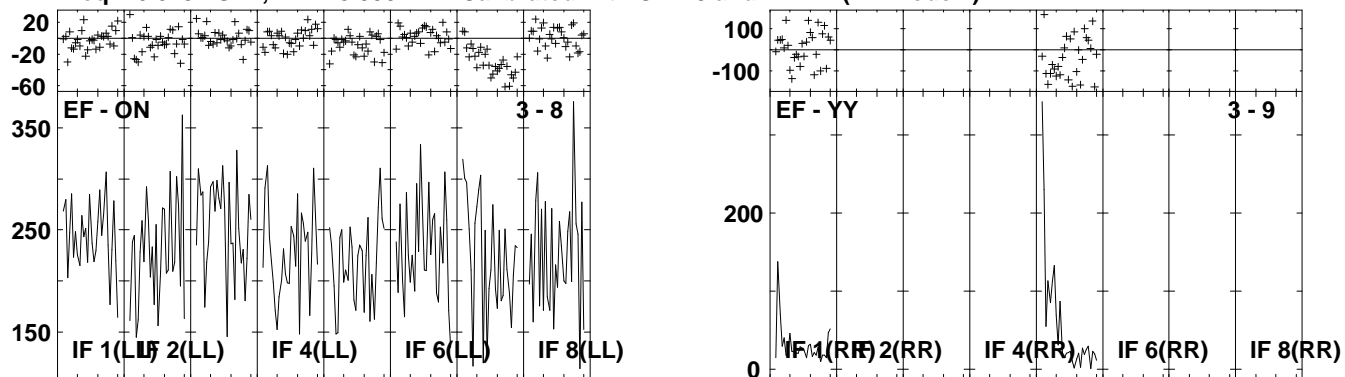 20
-20
-60
EF - ON 3 - 8
350
250
150
IF 1(LL) IF 2(LL) IF 4(LL) IF 6(LL) IF 8(LL)
100
-100
EF - YY 3 - 9
200
0
IF 1(RR) IF 2(RR) IF 4(RR) IF 6(RR) IF 8(RR)